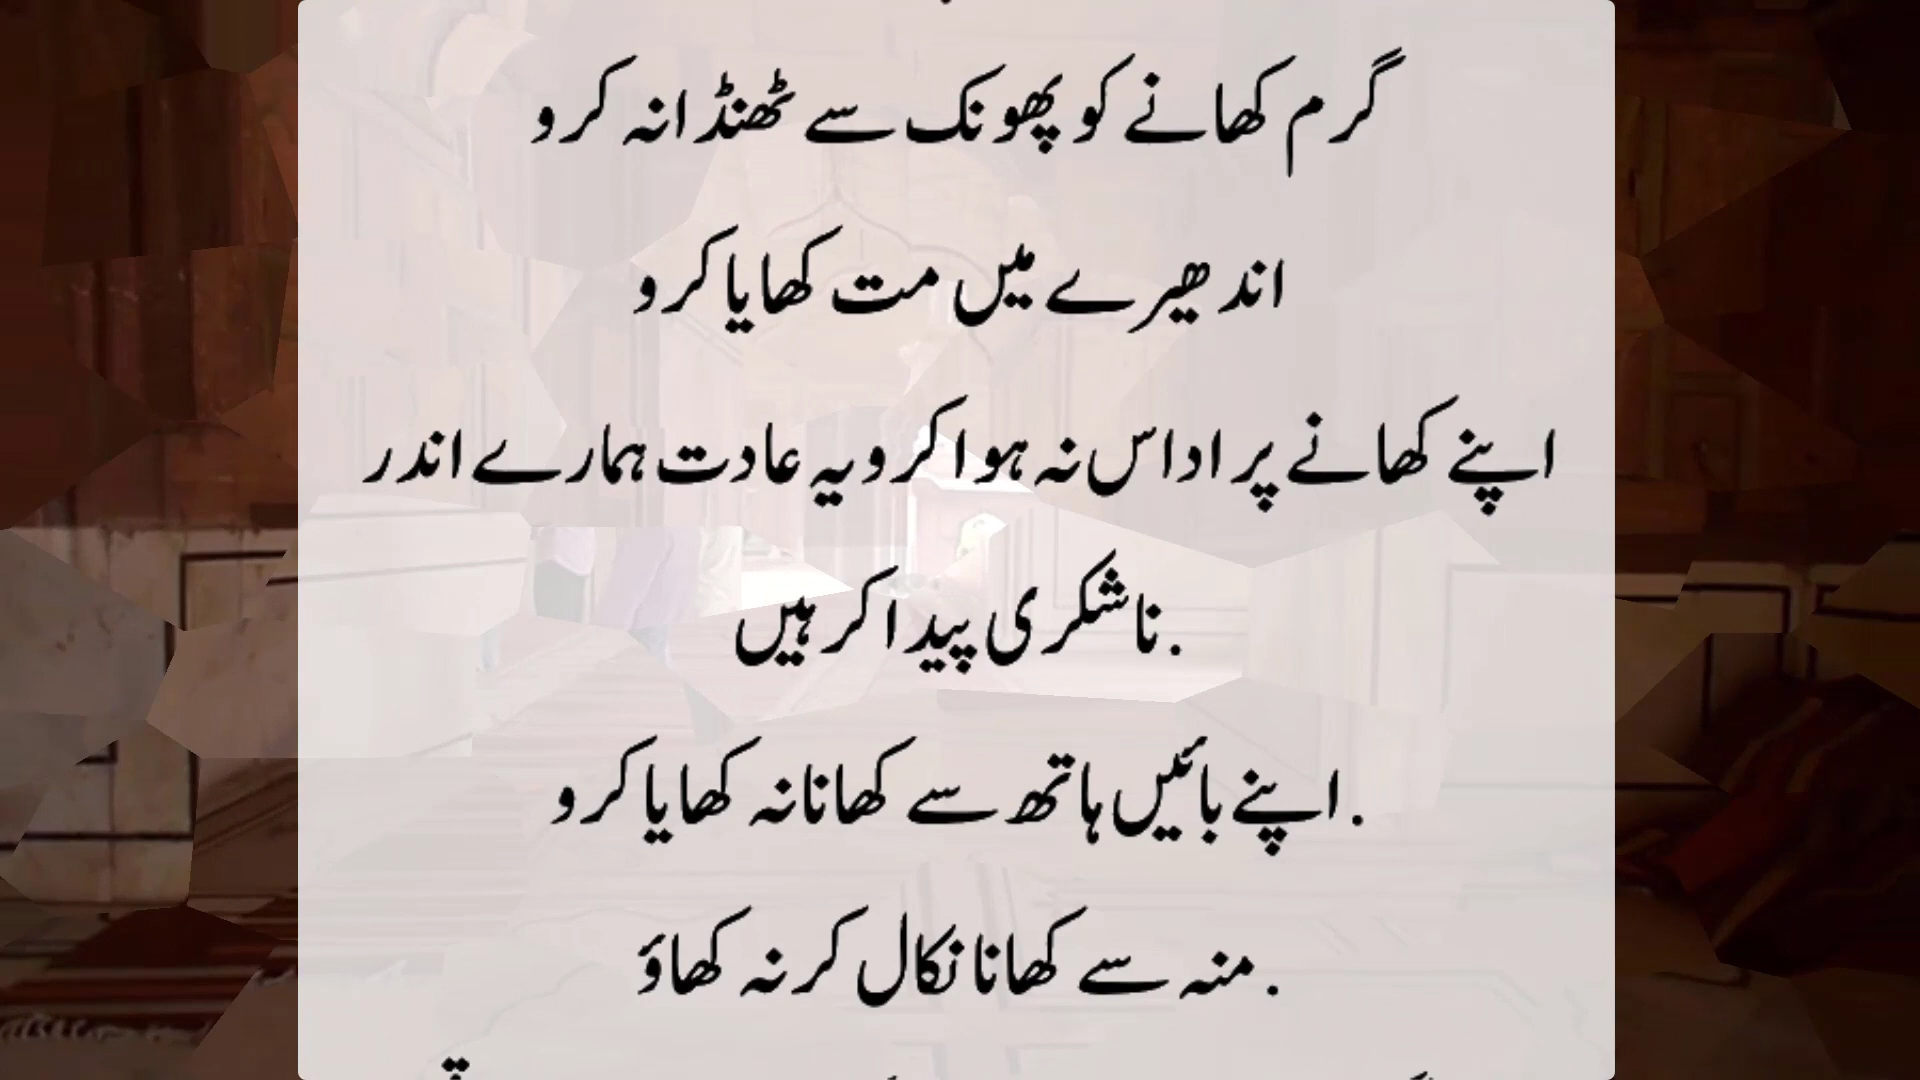 گرم کھانے کو پھونک سے ٹھنڈا نہ کرو
اندھیرے میں مت کھایا کرو
اپنے کھانے پر اداس نہ ہوا کرو یہ عادت ہمارے اندر
.ناشکری پیدا کر ہیں
.اپنے بائیں ہاتھ سے کھانا نہ کھایا کرو
.منہ سے کھانا نکال کر نہ کھاؤ